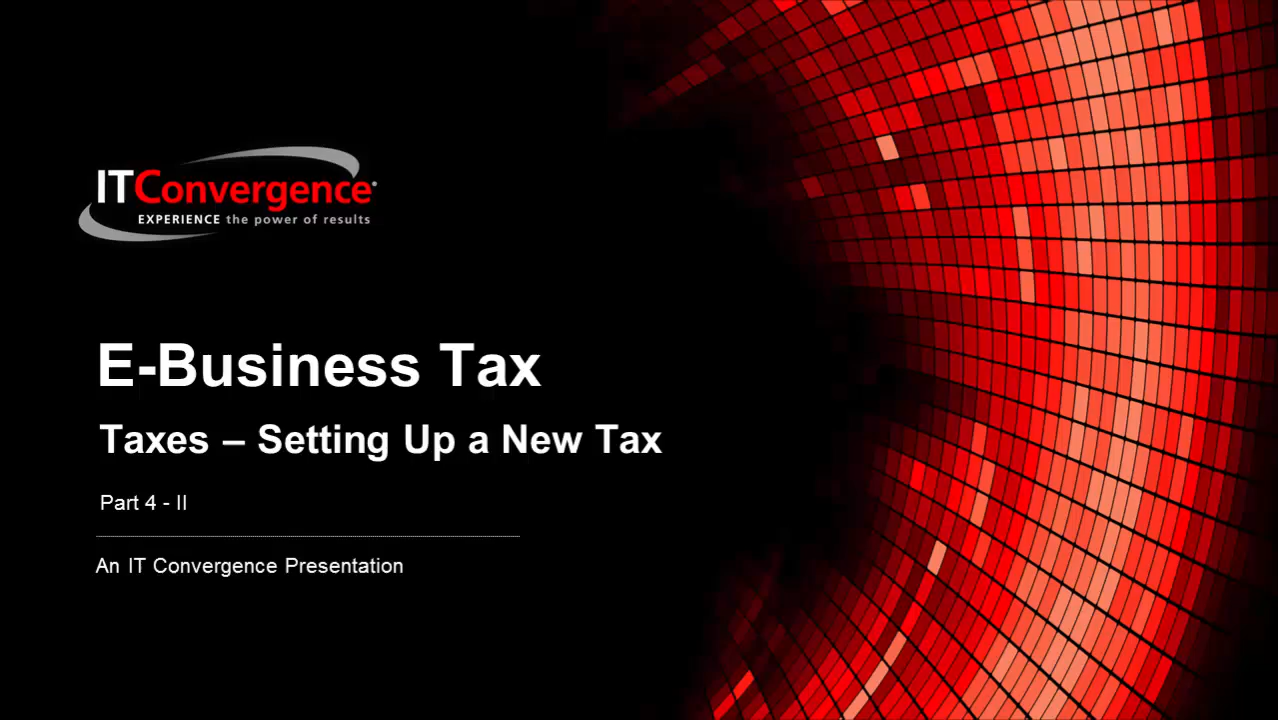 ITConvergence®
EXPERIENCE the power of results
E-Business Tax
Taxes – Setting Up a New Tax
Part 4 - II
An IT Convergence Presentation